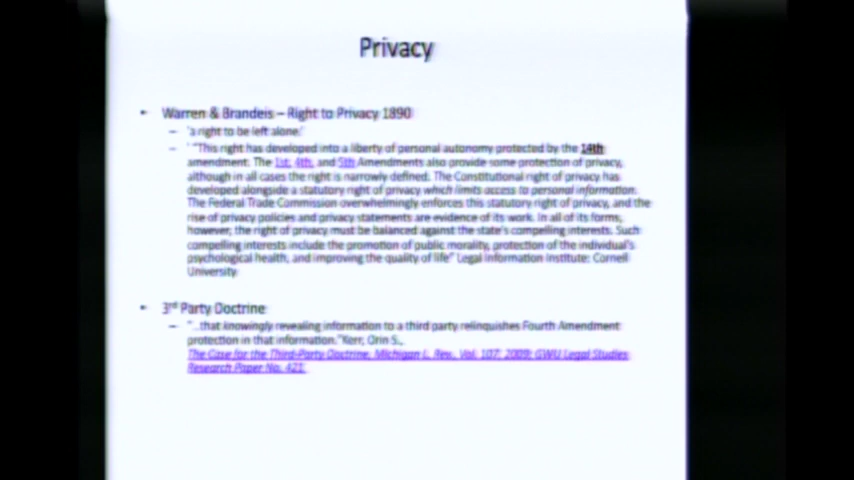 Privacy
• Warren & Brandeis – Right to Privacy 1890
– 'a right to be left alone.'
– ' "This right has developed into a liberty of personal autonomy protected by the 14th
amendment. The 1st, 4th, and 5th Amendments also provide some protection of privacy,
although in all cases the right is narrowly defined. The Constitutional right of privacy has
developed alongside a statutory right of privacy which limits access to personal information.
The Federal Trade Commission overwhelmingly enforces this statutory right of privacy, and the
rise of privacy policies and privacy statements are evidence of its work. In all of its forms,
however, the right of privacy must be balanced against the state's compelling interests. Such
compelling interests include the promotion of public morality, protection of the individual's
psychological health, and improving the quality of life" Legal Information Institute: Cornell
University
• 3rd Party Doctrine
– "…that knowingly revealing information to a third party relinquishes Fourth Amendment
protection in that information."Kerr, Orin S.,
The Case for the Third-Party Doctrine. Michigan L. Rev., Vol. 107, 2009; GWU Legal Studies
Research Paper No. 421.